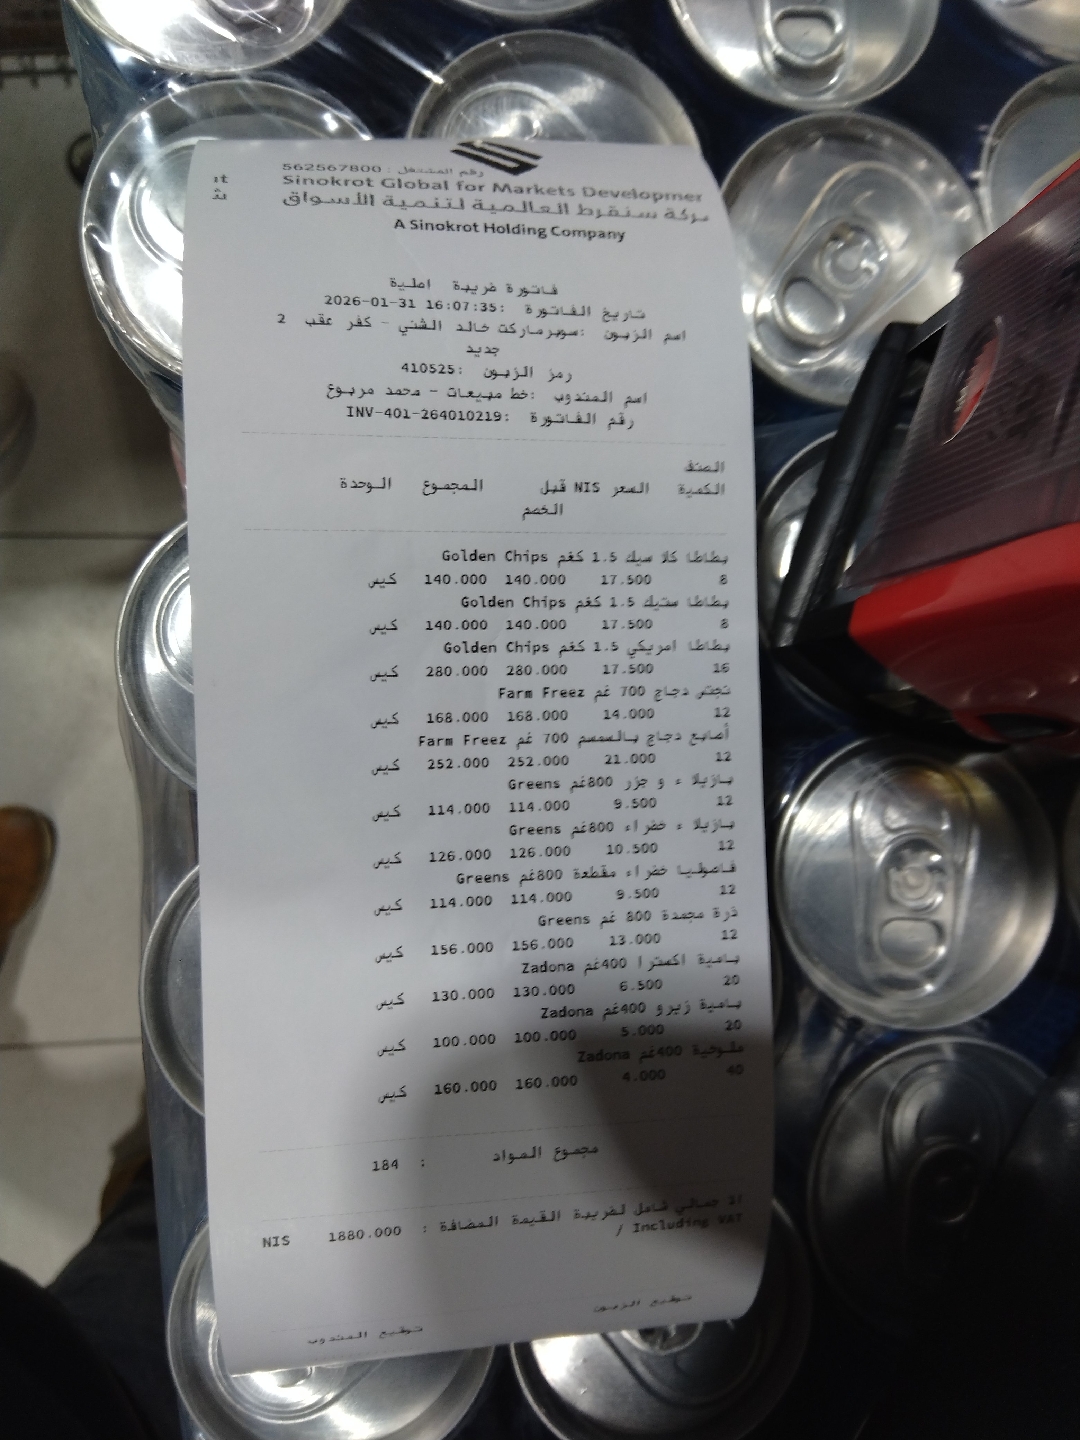 رقم المشتغل : 562567800
Sinokrot Global for Markets Developmer
شركة سنقرط العالمية لتنمية الأسواق
A Sinokrot Holding Company
فاتورة ضريبة اصلية
تاريخ الفاتورة :2026-01-31 16:07:35
اسم الزبون :سوبرماركت خالد الشني - كفر عقب 2
جديد
رمز الزبون :410525
اسم المندوب :خط مبيعات - محمد مربوع
رقم الفاتورة :INV-401-264010219
الصنف
الكمية السعر NIS قبل المجموع الوحدة
الخصم
بطاطا كلاسيك 1.5 كغم Golden Chips
8 17.500 140.000 140.000 كيس
بطاطا ستيك 1.5 كغم Golden Chips
8 17.500 140.000 140.000 كيس
بطاطا امريكي 1.5 كغم Golden Chips
16 17.500 280.000 280.000 كيس
دجاج 700 غم Farm Freez
12 14.000 168.000 168.000 كيس
أصابع دجاج بالسمسم 700 غم Farm Freez
12 21.000 252.000 252.000 كيس
بازيلاء و جزر 800غم Greens
12 9.500 114.000 114.000 كيس
بازيلاء خضراء 800غم Greens
12 10.500 126.000 126.000 كيس
فاصوليا خضراء مقطعة 800غم Greens
12 9.500 114.000 114.000 كيس
ذرة مجمدة 800 غم Greens
12 13.000 156.000 156.000 كيس
بامية اكسترا 400غم Zadona
20 6.500 130.000 130.000 كيس
بامية زيرو 400غم Zadona
20 5.000 100.000 100.000 كيس
ملوخية 400غم Zadona
40 4.000 160.000 160.000 كيس
مجموع المواد : 184
الاجمالي شامل لضريبة القيمة المضافة : 1880.000 NIS
/ Including VAT
توقيع الزبون
توقيع المندوب